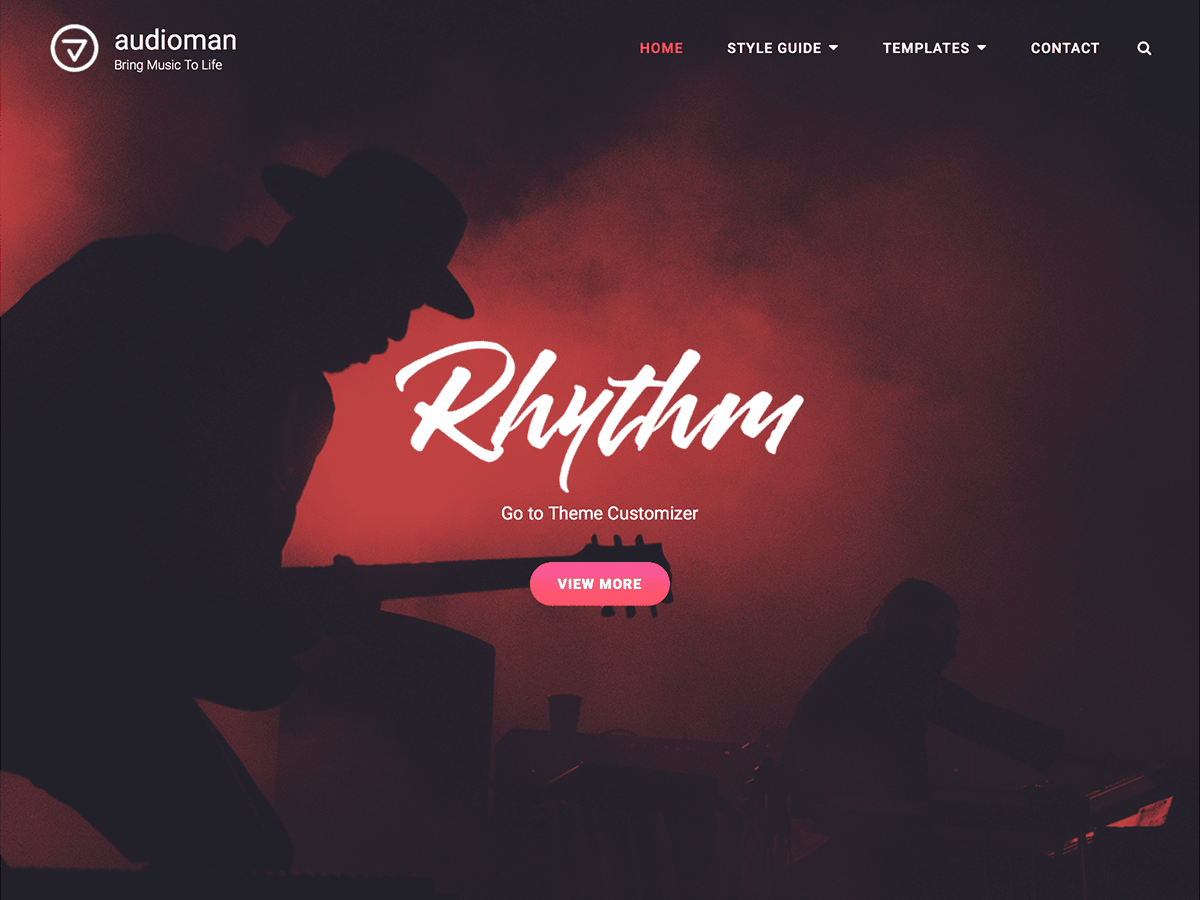 audioman
Bring Music To Life
HOME
STYLE GUIDE
TEMPLATES
CONTACT
Rhythm
Go to Theme Customizer
VIEW MORE